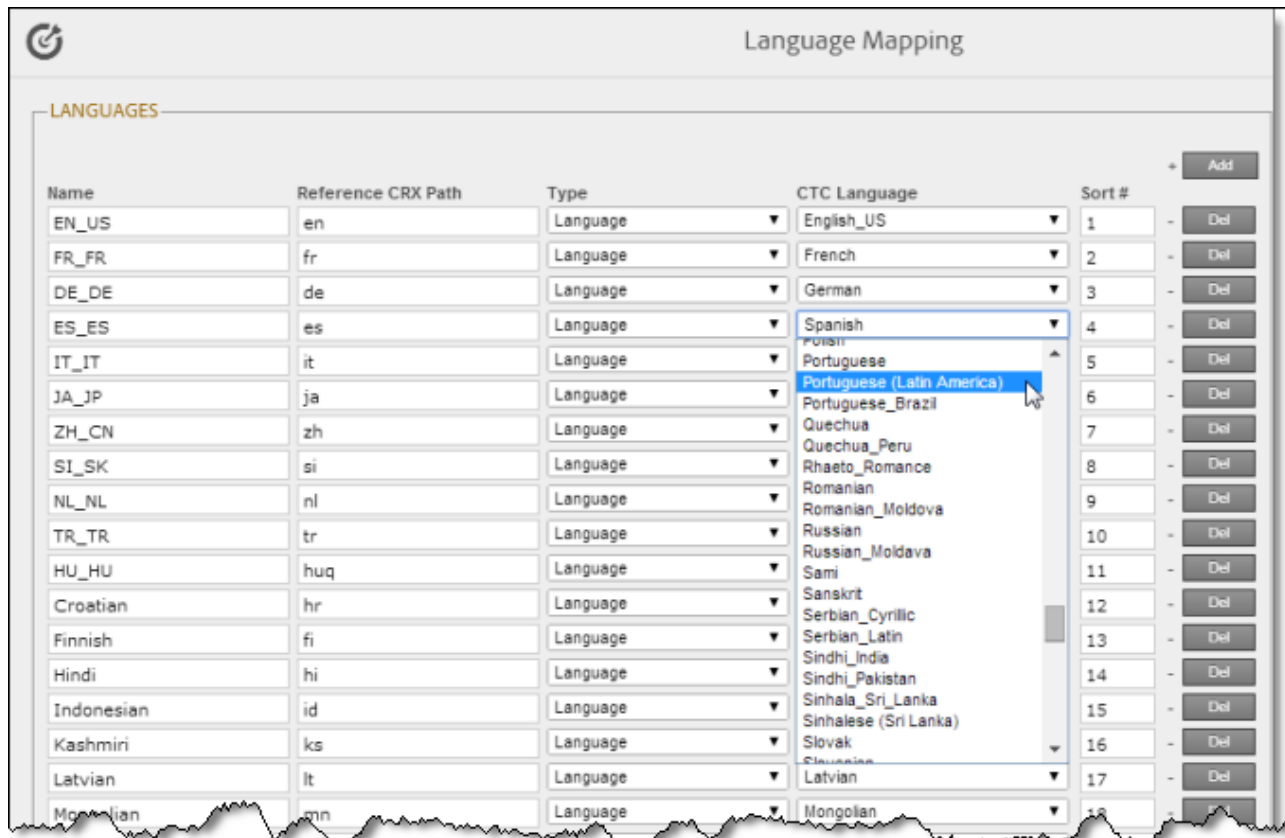 Language Mapping
LANGUAGES
+ Add
Name Reference CRX Path Type CTC Language Sort #
EN_US en Language English_US 1 - Del
FR_FR fr Language French 2 - Del
DE_DE de Language German 3 - Del
ES_ES es Language Spanish 4 - Del
Polish
IT_IT it Language Portuguese 5 - Del
Portuguese (Latin America)
JA_JP ja Language Portuguese_Brazil 6 - Del
Quechua
ZH_CN zh Language Quechua_Peru 7 - Del
SI_SK si Language Rhaeto_Romance 8 - Del
Romanian
NL_NL nl Language Romanian_Moldova 9 - Del
TR_TR tr Language Russian 10 - Del
Russian_Moldava
HU_HU huq Language Sami 11 - Del
Sanskrit
Croatian hr Language Serbian_Cyrillic 12 - Del
Finnish fi Language Serbian_Latin 13 - Del
Sindhi_India
Hindi hi Language Sindhi_Pakistan 14 - Del
Sinhala_Sri_Lanka
Indonesian id Language Sinhalese (Sri Lanka) 15 - Del
Kashmiri ks Language Slovak 16 - Del
Slovenian
Latvian lt Language Latvian 17 - Del
Mongolian mn Language Mongolian 18 - Del